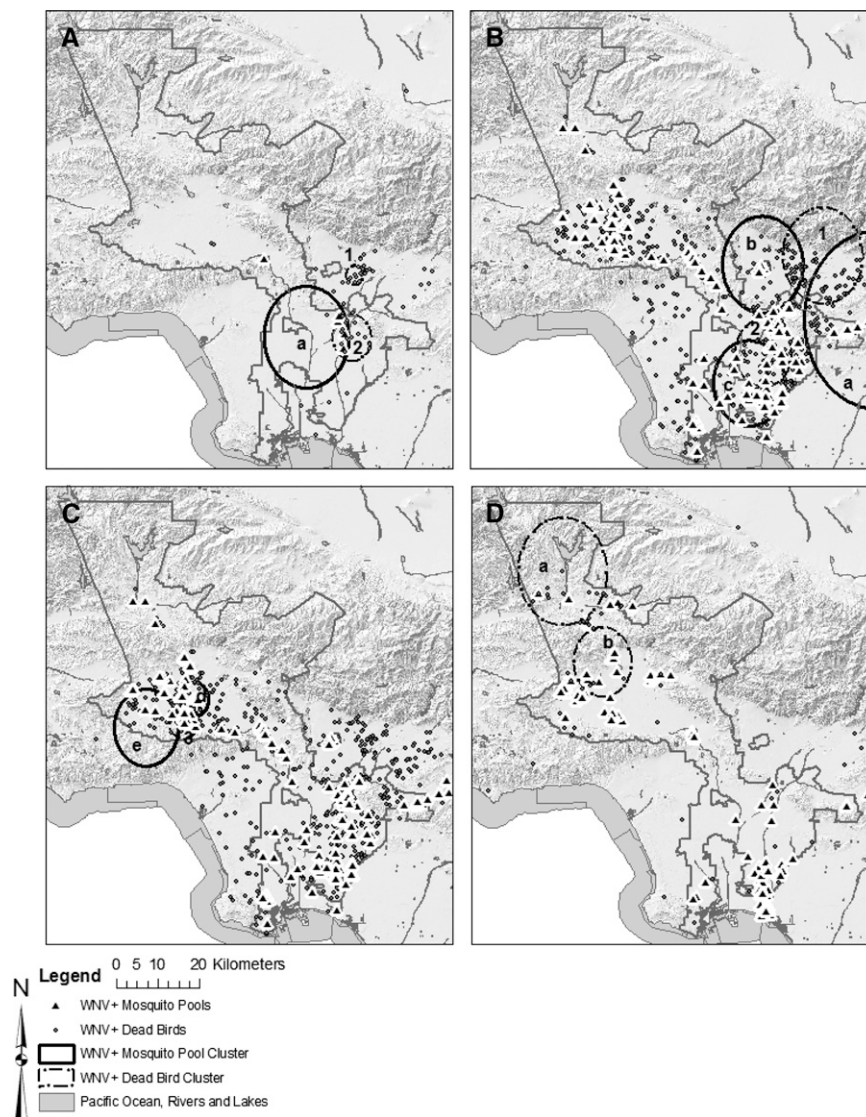 A
1
a
2
B
b
1
2
c
a
C
d
3
e
D
a
b
Legend
0 5 10 20 Kilometers
N
WNV+ Mosquito Pools
WNV+ Dead Birds
WNV+ Mosquito Pool Cluster
WNV+ Dead Bird Cluster
Pacific Ocean, Rivers and Lakes